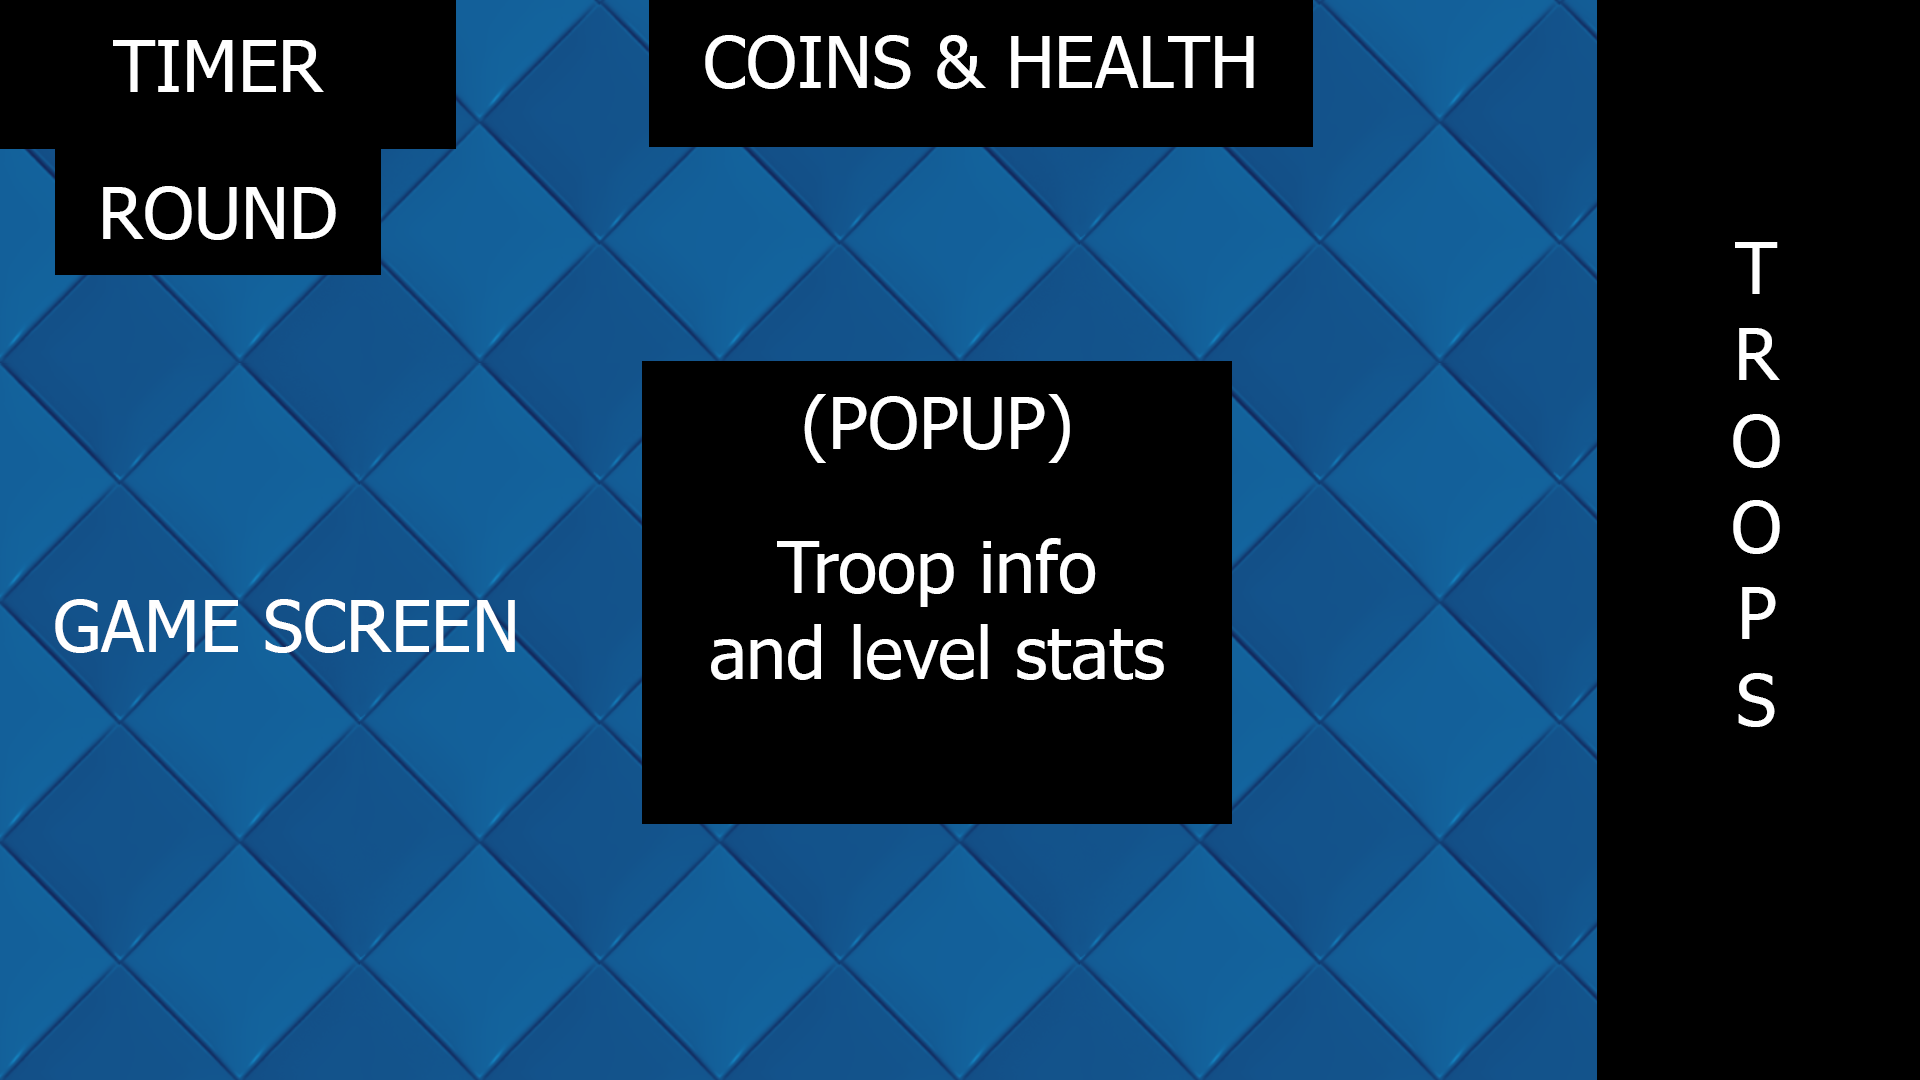 TIMER
COINS & HEALTH
ROUND
(POPUP)
Troop info
and level stats
GAME SCREEN
T
R
O
O
P
S